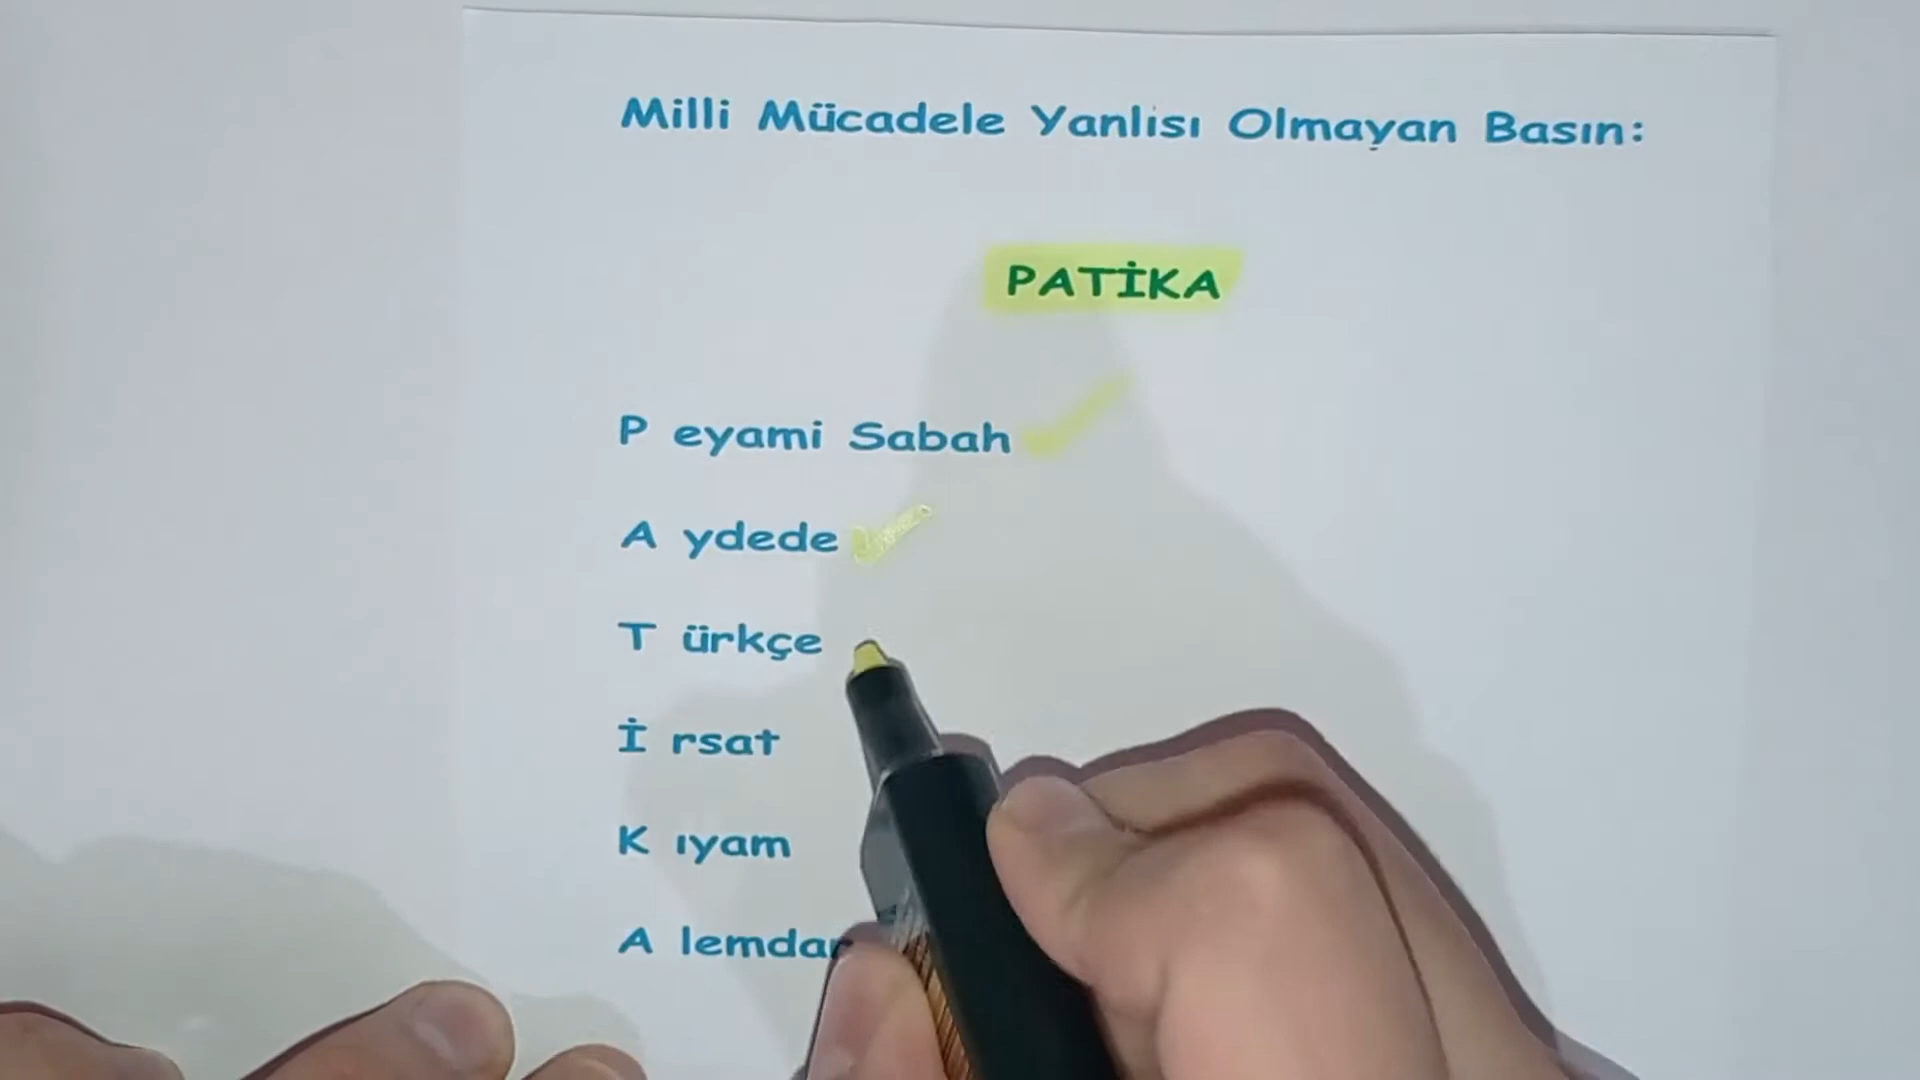 Milli Mücadele Yanlısı Olmayan Basın:
PATİKA
P eyami Sabah
A ydede
T ürkçe
İ rsat
K ıyam
A lemdar